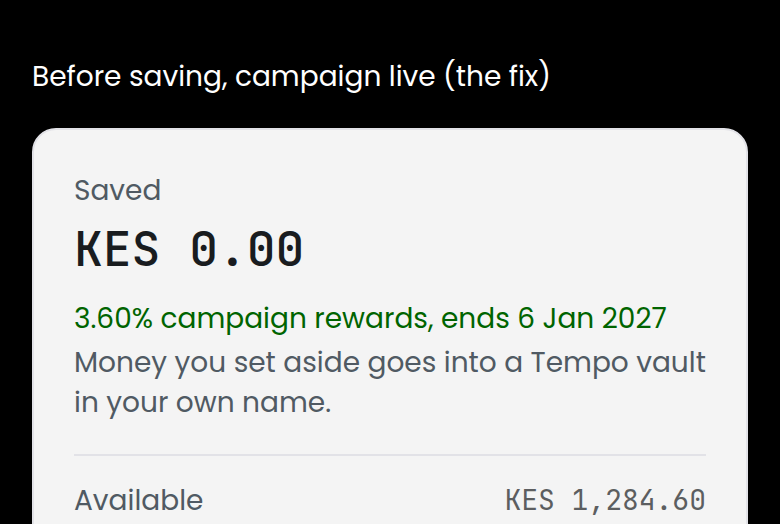 Before saving, campaign live (the fix)
Saved
KES 0.00
3.60% campaign rewards, ends 6 Jan 2027
Money you set aside goes into a Tempo vault
in your own name.
Available KES 1,284.60